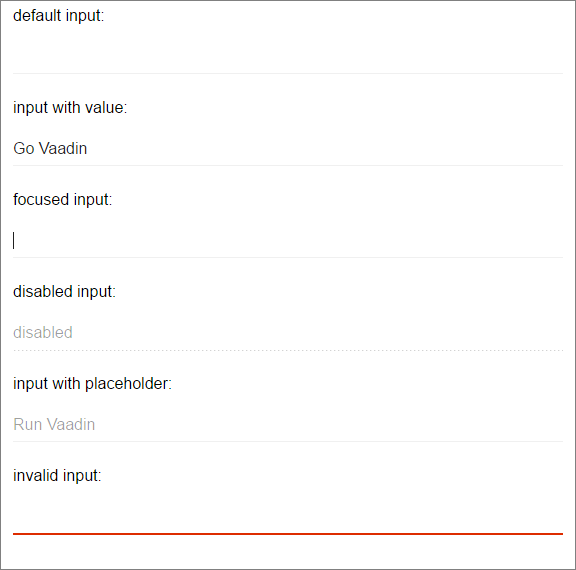 default input:
input with value:
Go Vaadin
focused input:
disabled input:
disabled
input with placeholder:
Run Vaadin
invalid input: